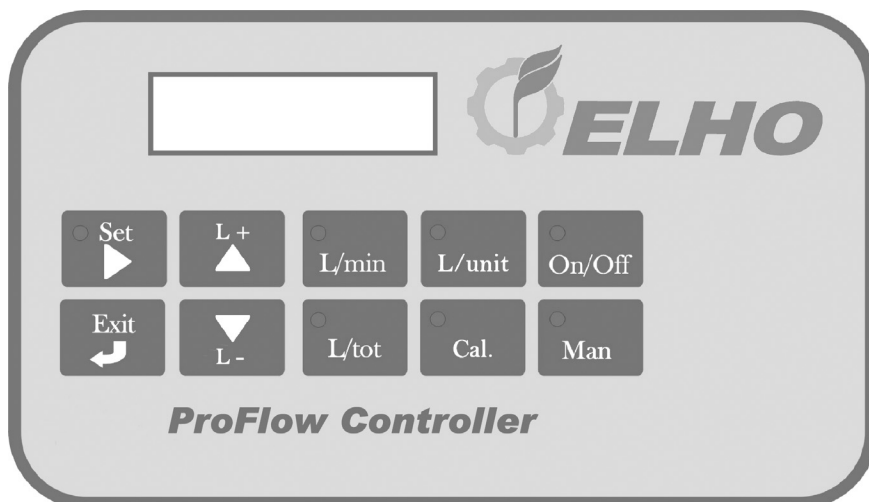 ELHO
Set L + L/min L/unit On/Off
Exit L - L/tot Cal. Man
ProFlow Controller